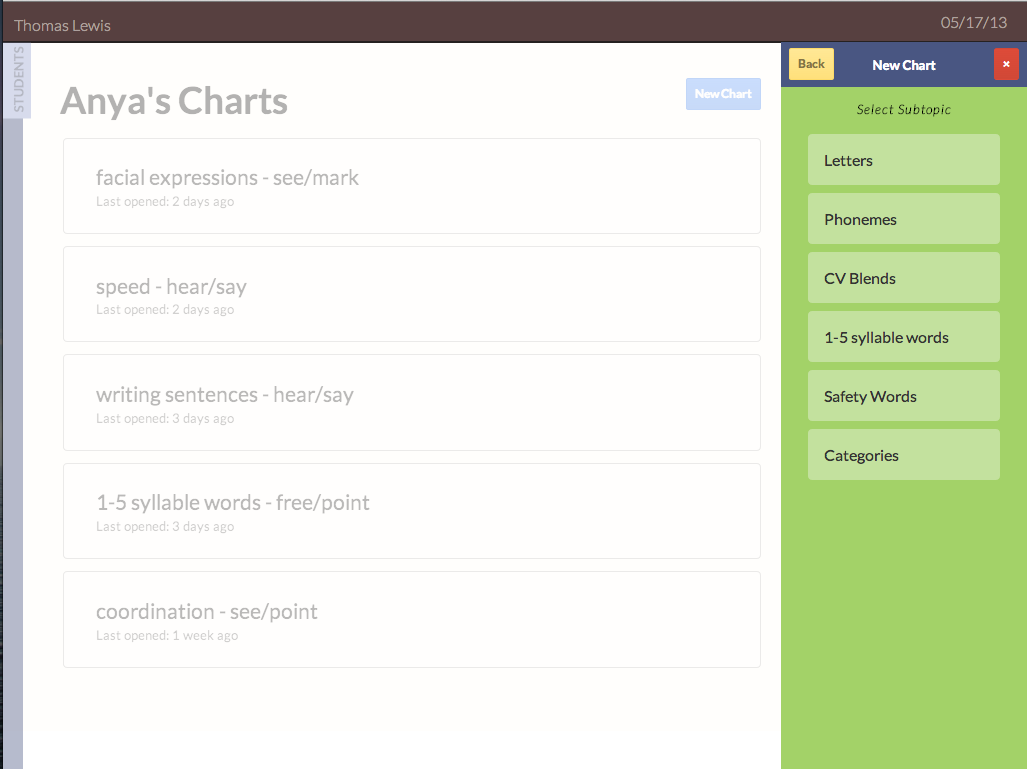 Thomas Lewis
05/17/13
STUDENTS
Anya's Charts
New Chart
facial expressions - see/mark
Last opened: 2 days ago
speed - hear/say
Last opened: 2 days ago
writing sentences - hear/say
Last opened: 3 days ago
1-5 syllable words - free/point
Last opened: 3 days ago
coordination - see/point
Last opened: 1 week ago
Back
New Chart
×
Select Subtopic
Letters
Phonemes
CV Blends
1-5 syllable words
Safety Words
Categories